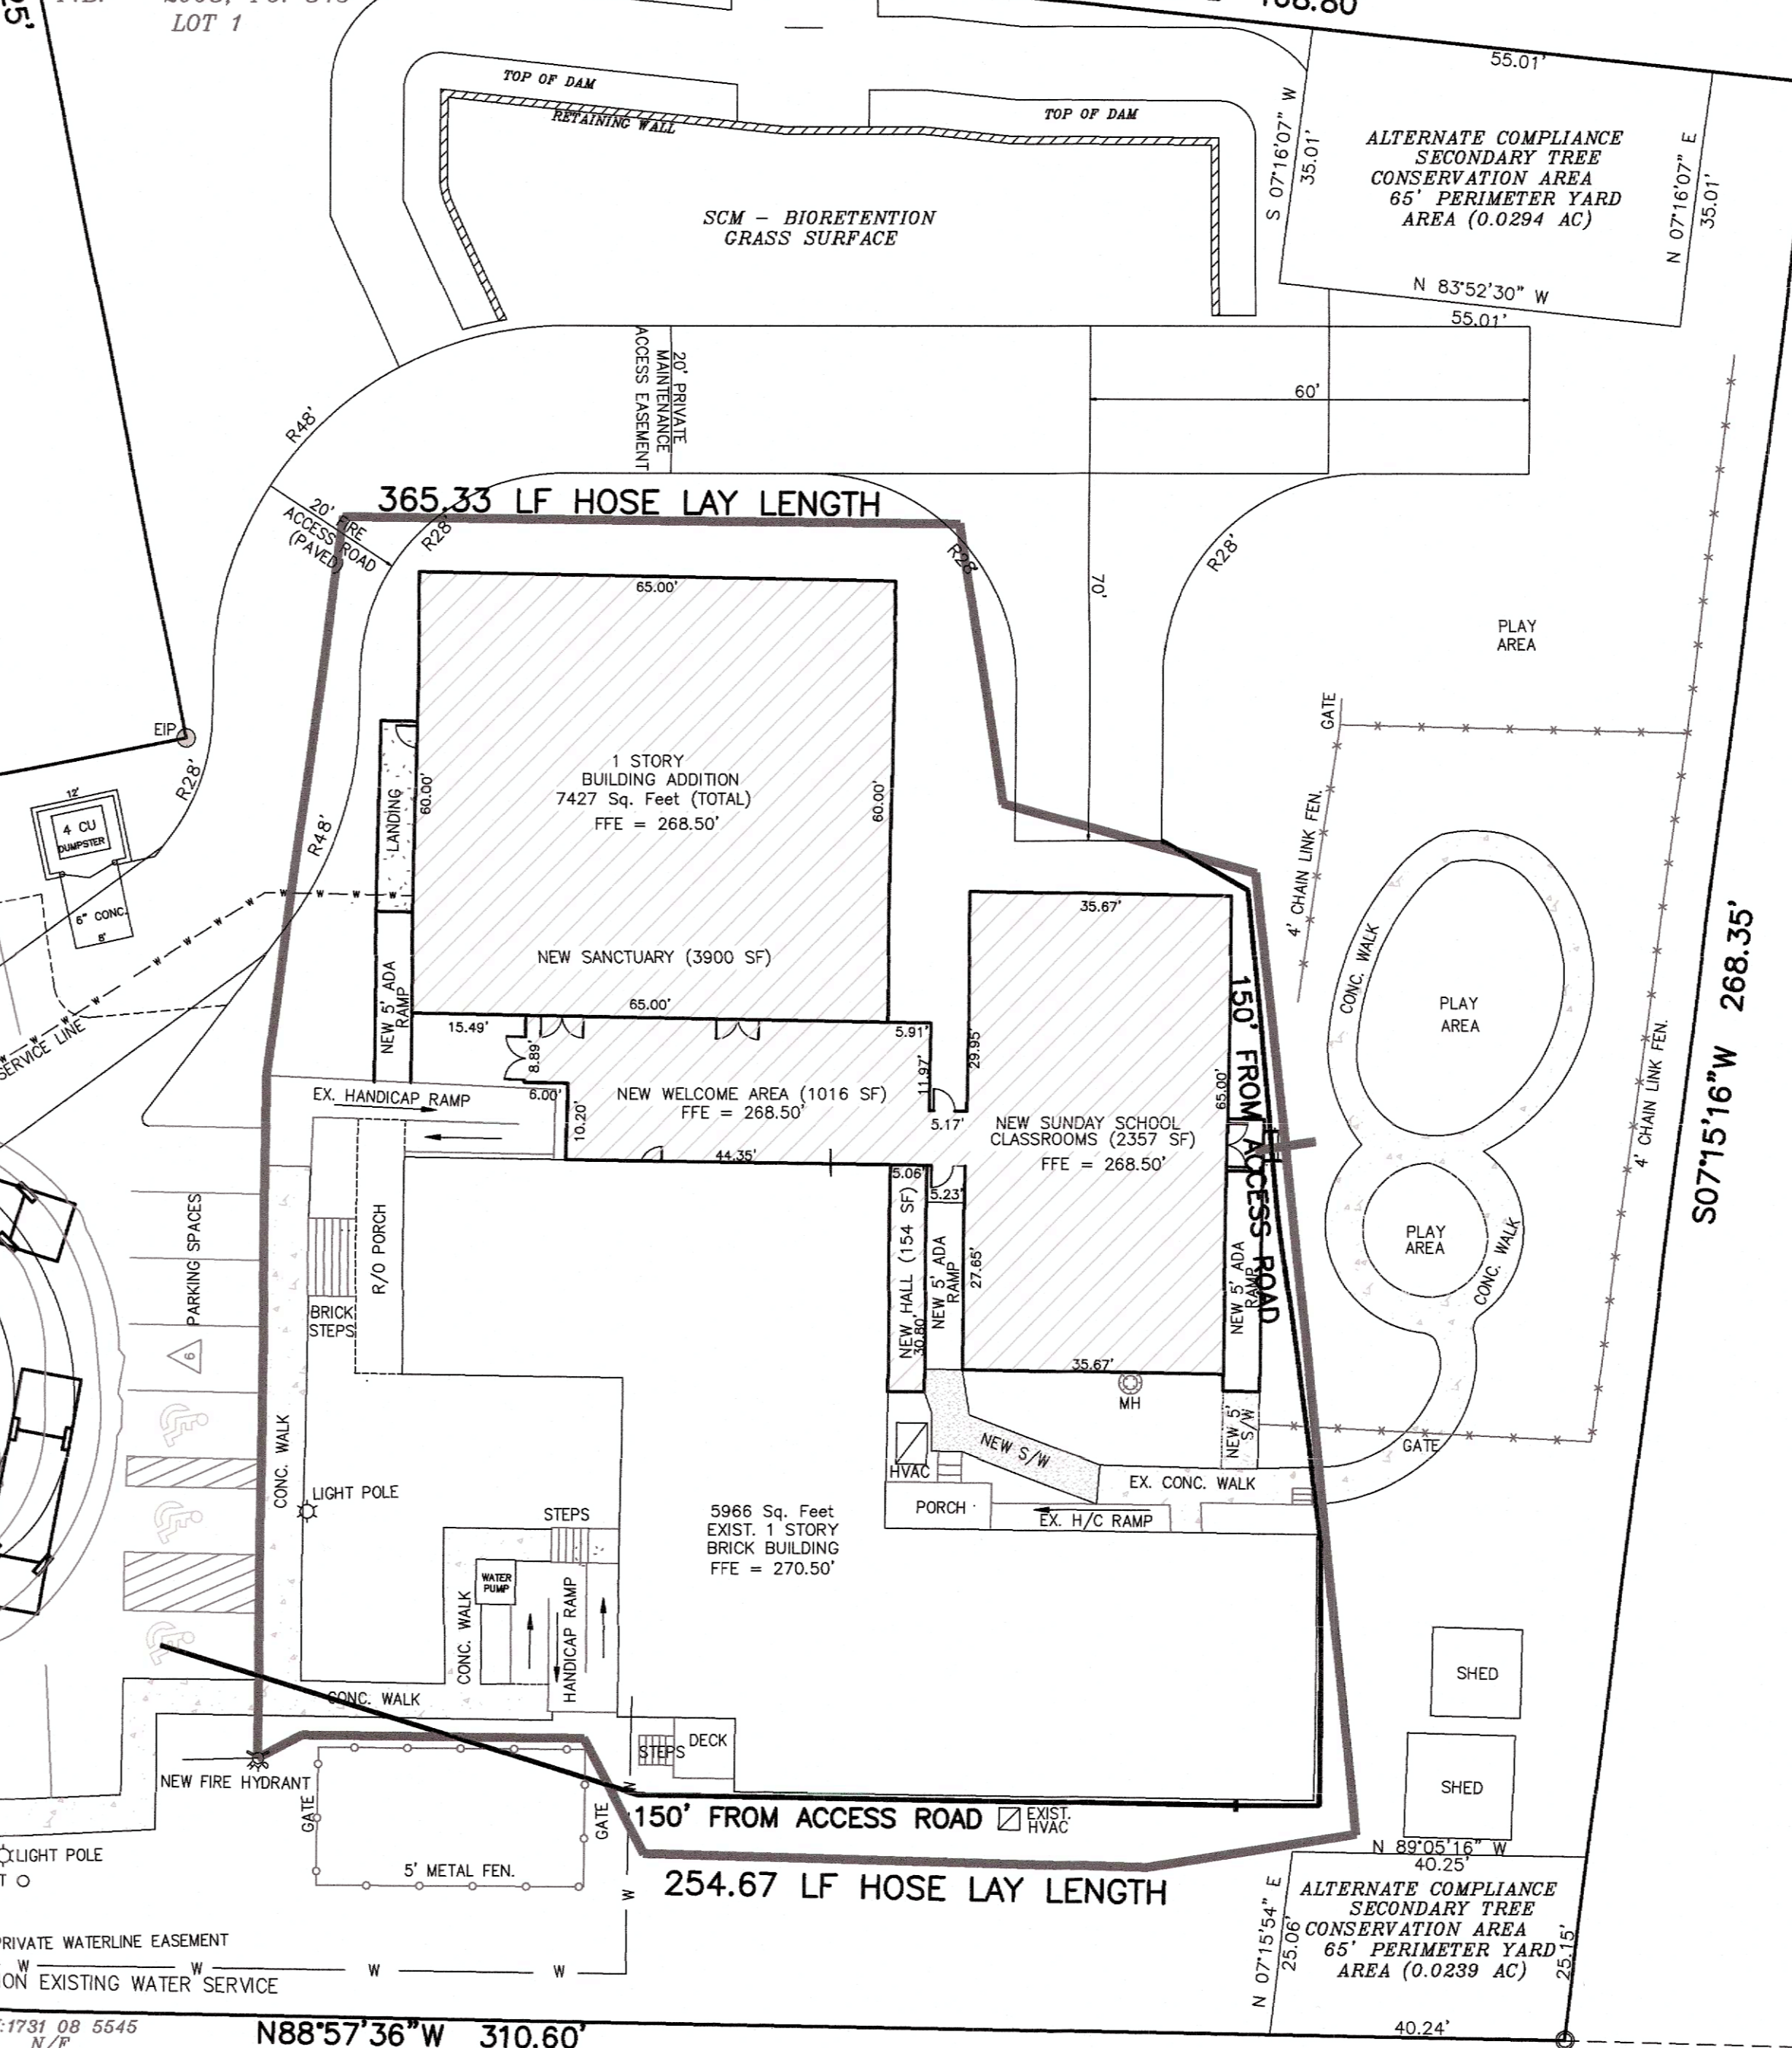 LOT 1
168.80
25'
TOP OF DAM
RETAINING WALL
TOP OF DAM
SCM – BIORETENTION
GRASS SURFACE
55.01'
S 07°16'07" W
35.01'
ALTERNATE COMPLIANCE
SECONDARY TREE
CONSERVATION AREA
65' PERIMETER YARD
AREA (0.0294 AC)
N 07°16'07" E
35.01'
N 83°52'30" W
55.01'
20' PRIVATE
MAINTENANCE
ACCESS EASEMENT
60'
R48'
365.33 LF HOSE LAY LENGTH
20' FIRE
ACCESS ROAD
(PAVED)
R28'
R28'
70'
R28'
65.00'
PLAY
AREA
GATE
EIP
R28'
1 STORY
BUILDING ADDITION
7427 Sq. Feet (TOTAL)
FFE = 268.50'
60.00'
60.00'
LANDING
12'
4 CU
DUMPSTER
R48'
6" CONC.
8'
4' CHAIN LINK FEN.
35.67'
NEW SANCTUARY (3900 SF)
65.00'
NEW 5' ADA
RAMP
SERVICE LINE
W W W W W W W W W
15.49'
8.89'
5.91'
11.97'
29.95'
150' FROM ACCESS ROAD
CONC. WALK
PLAY
AREA
S07°15'16"W 268.35'
EX. HANDICAP RAMP
6.00'
10.20'
NEW WELCOME AREA (1016 SF)
FFE = 268.50'
5.17'
NEW SUNDAY SCHOOL
CLASSROOMS (2357 SF)
FFE = 268.50'
65.00'
4' CHAIN LINK FEN.
44.35'
5.06'
5.23'
PARKING SPACES
R/O PORCH
NEW HALL (154 SF)
30.80'
NEW 5' ADA
RAMP
27.65'
NEW 5' ADA
RAMP
PLAY
AREA
CONC. WALK
BRICK
STEPS
6
35.67'
MH
NEW 5'
S/W
GATE
CONC. WALK
NEW S/W
HVAC
EX. CONC. WALK
LIGHT POLE
PORCH
EX. H/C RAMP
STEPS
5966 Sq. Feet
EXIST. 1 STORY
BRICK BUILDING
FFE = 270.50'
WATER
PUMP
CONC. WALK
HANDICAP RAMP
SHED
CONC. WALK
STEPS
DECK
NEW FIRE HYDRANT
W
SHED
GATE
GATE
150' FROM ACCESS ROAD
EXIST.
HVAC
LIGHT POLE
5' METAL FEN.
N 89°05'16" W
40.25'
254.67 LF HOSE LAY LENGTH
W
N 07°15'54" E
25.06'
ALTERNATE COMPLIANCE
SECONDARY TREE
CONSERVATION AREA
65' PERIMETER YARD
AREA (0.0239 AC)
25.15'
PRIVATE WATERLINE EASEMENT
W W W W
ON EXISTING WATER SERVICE
:1731 08 5545
N/F
N88°57'36"W 310.60'
40.24'